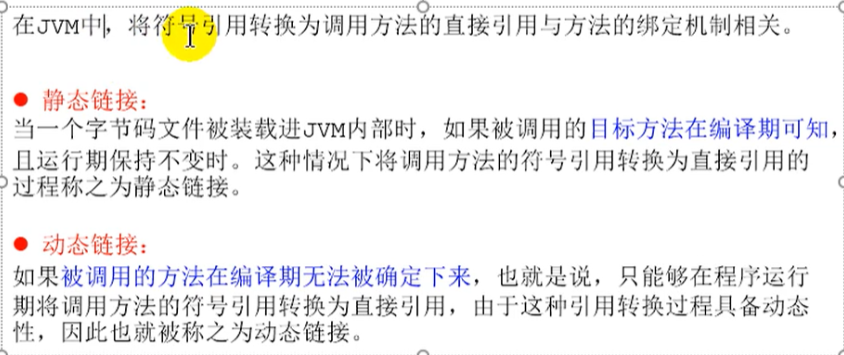 在JVM中，将符号引用转换为调用方法的直接引用与方法的绑定机制相关。
● 静态链接：
当一个字节码文件被装载进JVM内部时，如果被调用的目标方法在编译期可知，
且运行期保持不变时。这种情况下将调用方法的符号引用转换为直接引用的
过程称之为静态链接。
● 动态链接：
如果被调用的方法在编译期无法被确定下来，也就是说，只能够在程序运行
期将调用方法的符号引用转换为直接引用，由于这种引用转换过程具备动态
性，因此也就被称之为动态链接。